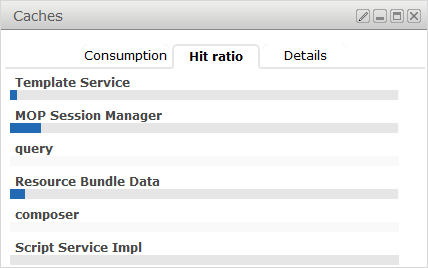 Caches
Consumption Hit ratio Details
Template Service
MOP Session Manager
query
Resource Bundle Data
composer
Script Service Impl